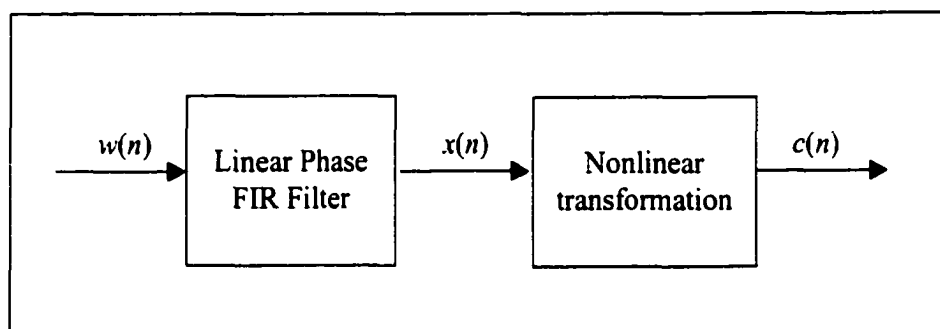 w(n)
Linear Phase
FIR Filter
x(n)
Nonlinear
transformation
c(n)